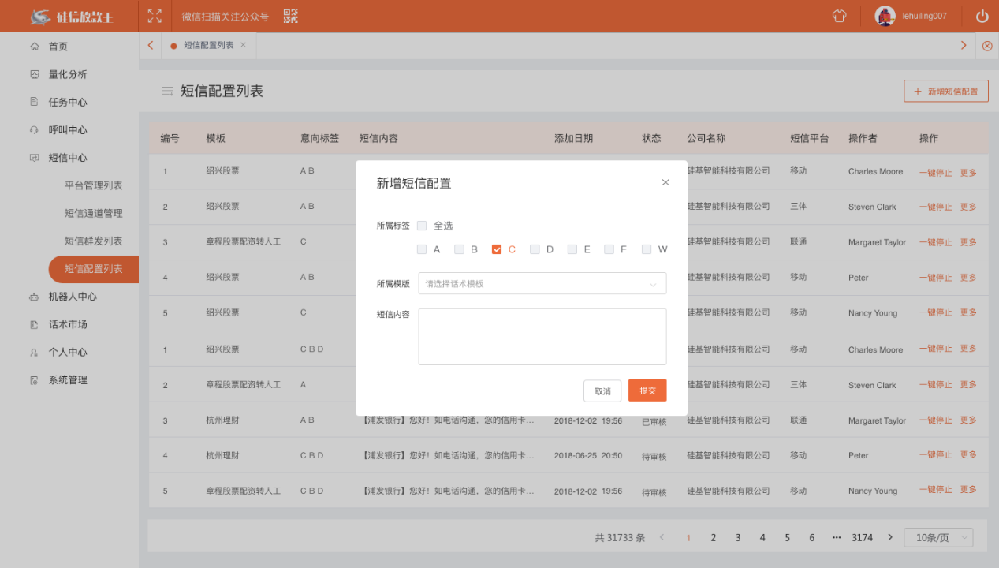 硅信放款王 微信扫描关注公众号 lehuiling007
首页
量化分析
任务中心
呼叫中心
短信中心
平台管理列表
短信通道管理
短信群发列表
短信配置列表
机器人中心
话术市场
个人中心
系统管理
短信配置列表
短信配置列表
新增短信配置
编号 模板 意向标签 短信内容 添加日期 状态 公司名称 短信平台 操作者 操作
1 绍兴股票 A B 硅基智能科技有限公司 移动 Charles Moore 一键停止 更多
2 绍兴股票 A B 硅基智能科技有限公司 三体 Steven Clark 一键停止 更多
3 章程股票配资转人工 C 硅基智能科技有限公司 联通 Margaret Taylor 一键停止 更多
4 绍兴股票 A B 硅基智能科技有限公司 移动 Peter 一键停止 更多
5 绍兴股票 C 硅基智能科技有限公司 移动 Nancy Young 一键停止 更多
1 绍兴股票 C B D 硅基智能科技有限公司 移动 Charles Moore 一键停止 更多
2 章程股票配资转人工 A 硅基智能科技有限公司 三体 Steven Clark 一键停止 更多
3 杭州理财 A B 【浦发银行】您好！如电话沟通，您的信用卡... 2018-12-02 19:56 已审核 硅基智能科技有限公司 联通 Margaret Taylor 一键停止 更多
4 杭州理财 C B D 【浦发银行】您好！如电话沟通，您的信用卡... 2018-06-25 20:50 待审核 硅基智能科技有限公司 移动 Peter 一键停止 更多
5 章程股票配资转人工 C B D 【浦发银行】您好！如电话沟通，您的信用卡... 2018-12-02 19:56 待审核 硅基智能科技有限公司 移动 Nancy Young 一键停止 更多
新增短信配置
所属标签 全选
A B C D E F W
所属模版 请选择话术模板
短信内容
取消 提交
共 31733 条 1 2 3 4 5 6 ··· 3174 10条/页